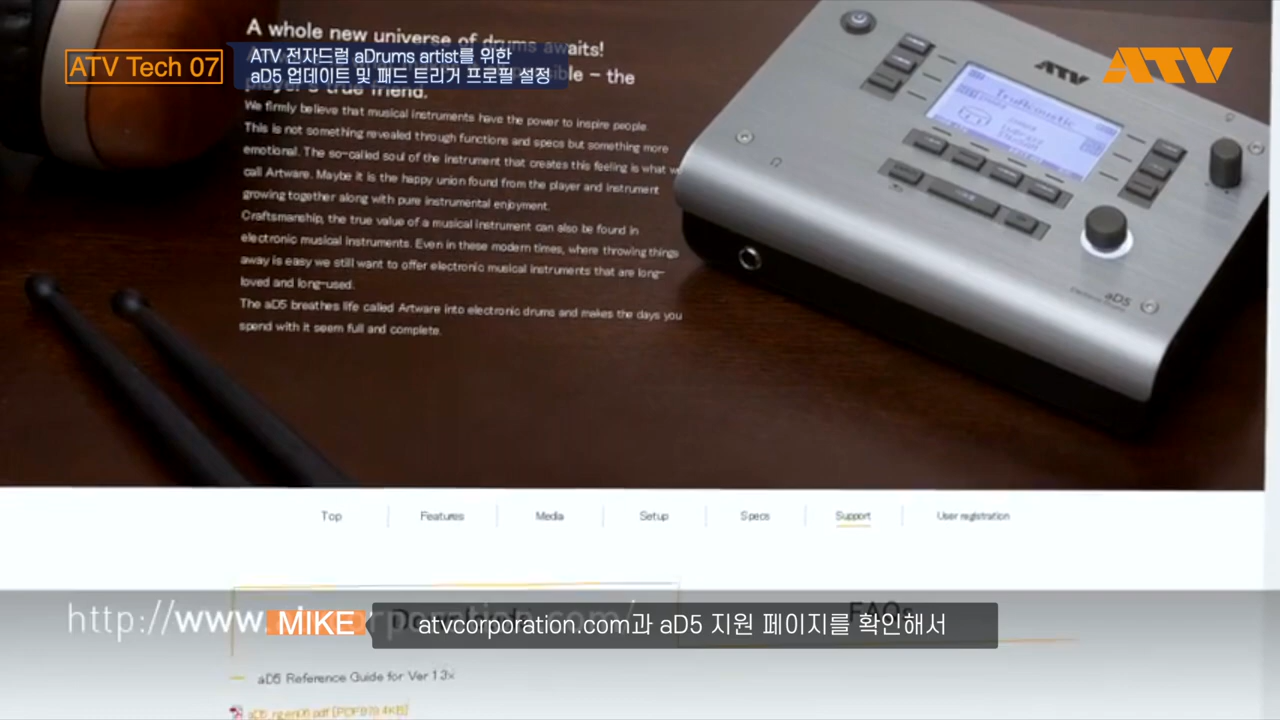 A whole new universe of drums awaits!
ATV Tech 07
ATV 전자드럼 aDrums artist를 위한
aD5 업데이트 및 패드 트리거 프로필 설정
ATV
– the
player's true friend.
We firmly believe that musical instruments have the power to inspire people.
This is not something revealed through functions and specs but something more
emotional. The so-called soul of the instrument that creates this feeling is what we
call Artware. Maybe it is the happy union found from the player and instrument
growing together along with pure instrumental enjoyment.
Craftsmanship, the true value of a musical instrument can also be found in
electronic musical instruments. Even in these modern times, where throwing things
away is easy we still want to offer electronic musical instruments that are long-
loved and long-used.
The aD5 breathes life called Artware into electronic drums and makes the days you
spend with it seem full and complete.
ATV
aD5
Top
Features
Media
Setup
Specs
Support
User registration
http://www.
MIKE
atvcorporation.com과 aD5 지원 페이지를 확인해서
FAQs
aD5 Reference Guide for Ver 1.3x